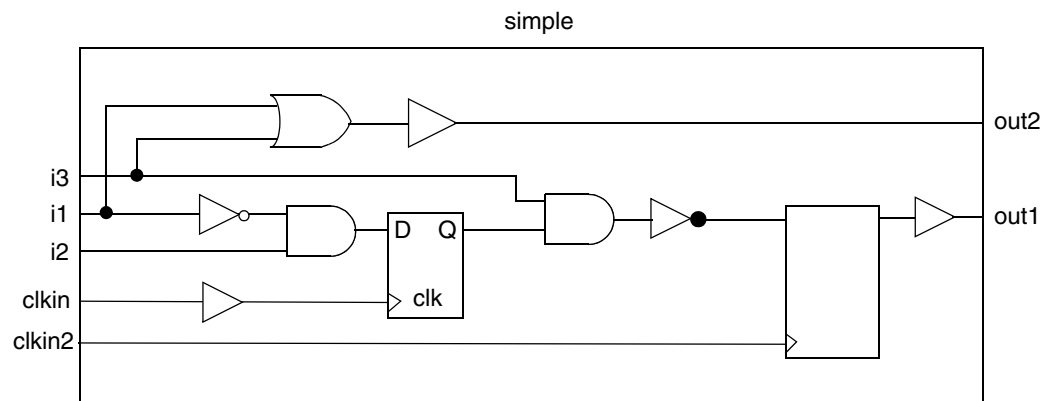 simple
out2
i3
i1
out1
D Q
i2
clkin
clk
clkin2